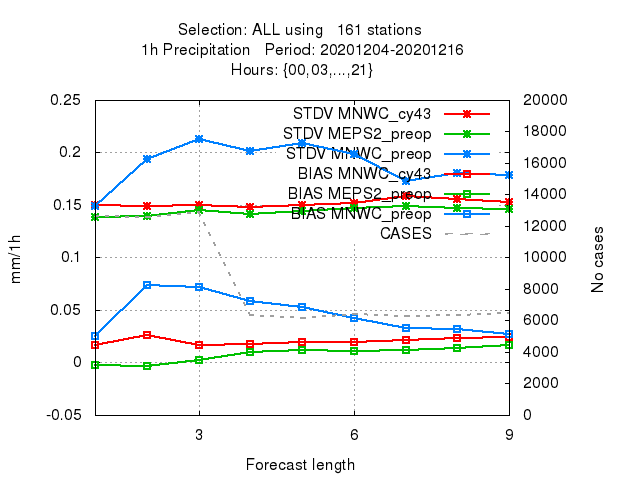 Selection: ALL using 161 stations
1h Precipitation Period: 20201204-20201216
Hours: {00,03,...,21}
0.25
0.2
0.15
0.1
0.05
0
-0.05
mm/1h
STDV MNWC_cy43
STDV MEPS2_preop
STDV MNWC_preop
BIAS MNWC_cy43
BIAS MEPS2_preop
BIAS MNWC_preop
CASES
20000
18000
16000
14000
12000
10000
8000
6000
4000
2000
0
No cases
3 6 9
Forecast length